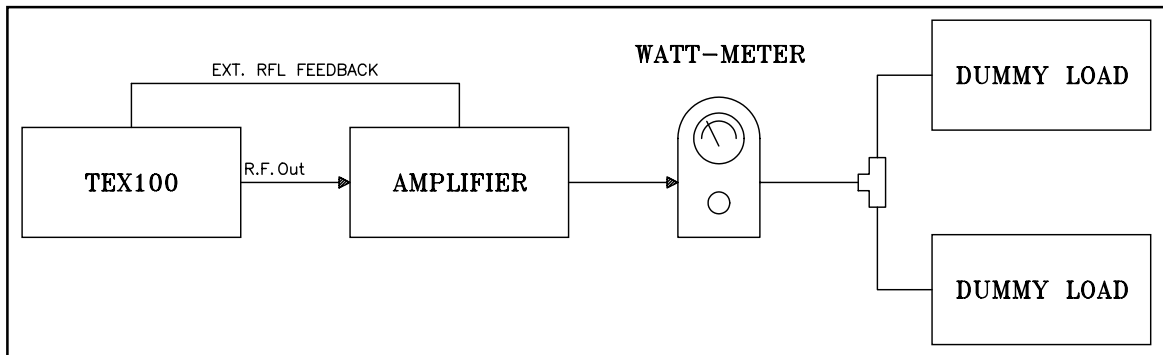 EXT. RFL FEEDBACK
WATT-METER
DUMMY LOAD
TEX100
R.F. Out
AMPLIFIER
DUMMY LOAD